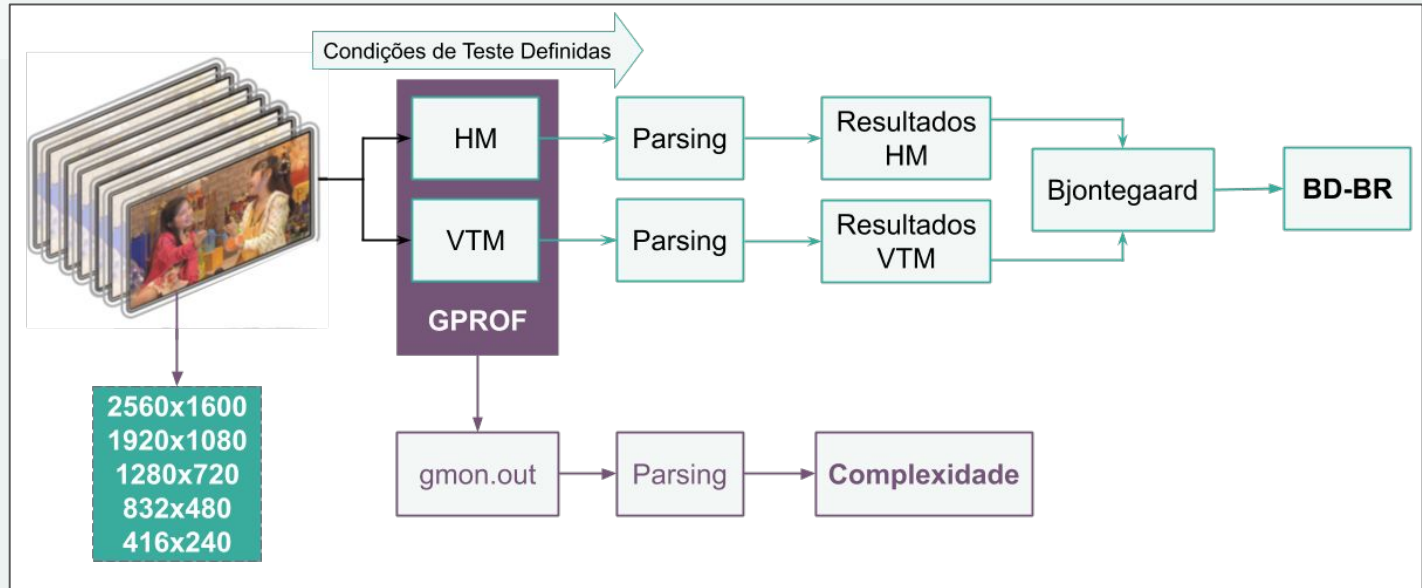 Condições de Teste Definidas
HM
Parsing
Resultados
HM
Bjontegaard
BD-BR
VTM
Parsing
Resultados
VTM
GPROF
2560x1600
1920x1080
1280x720
832x480
416x240
gmon.out
Parsing
Complexidade